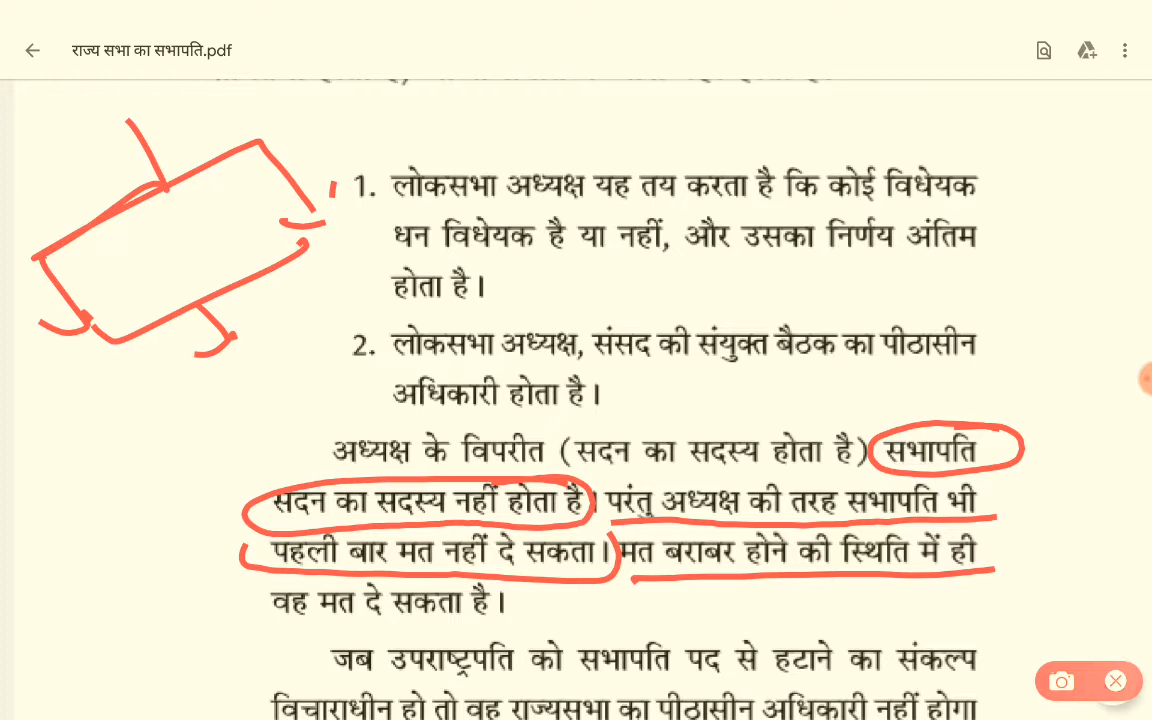 राज्य सभा का सभापति.pdf
1. लोकसभा अध्यक्ष यह तय करता है कि कोई विधेयक
धन विधेयक है या नहीं, और उसका निर्णय अंतिम
होता है।
2. लोकसभा अध्यक्ष, संसद की संयुक्त बैठक का पीठासीन
अधिकारी होता है।
अध्यक्ष के विपरीत (सदन का सदस्य होता है) सभापति
सदन का सदस्य नहीं होता है। परंतु अध्यक्ष की तरह सभापति भी
पहली बार मत नहीं दे सकता। मत बराबर होने की स्थिति में ही
वह मत दे सकता है।
जब उपराष्ट्रपति को सभापति पद से हटाने का संकल्प
विचाराधीन हो तो वह राज्यसभा का पीठासीन अधिकारी नहीं होगा